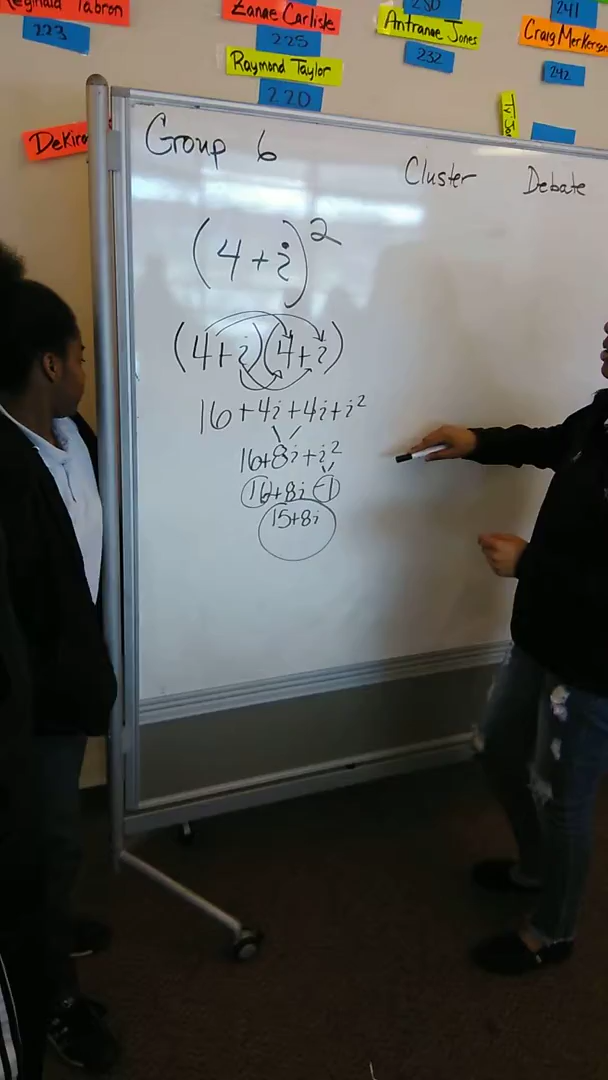 Reginald Tabron
223
Zanae Carlisle
225
Raymond Taylor
220
230
Antranae Jones
232
241
Craig Merkerson
242
Group 6
Cluster Debate
(4+i)²
(4+i)(4+i)
16+4i+4i+i²
16+8i+i²
16+8i-1
15+8i